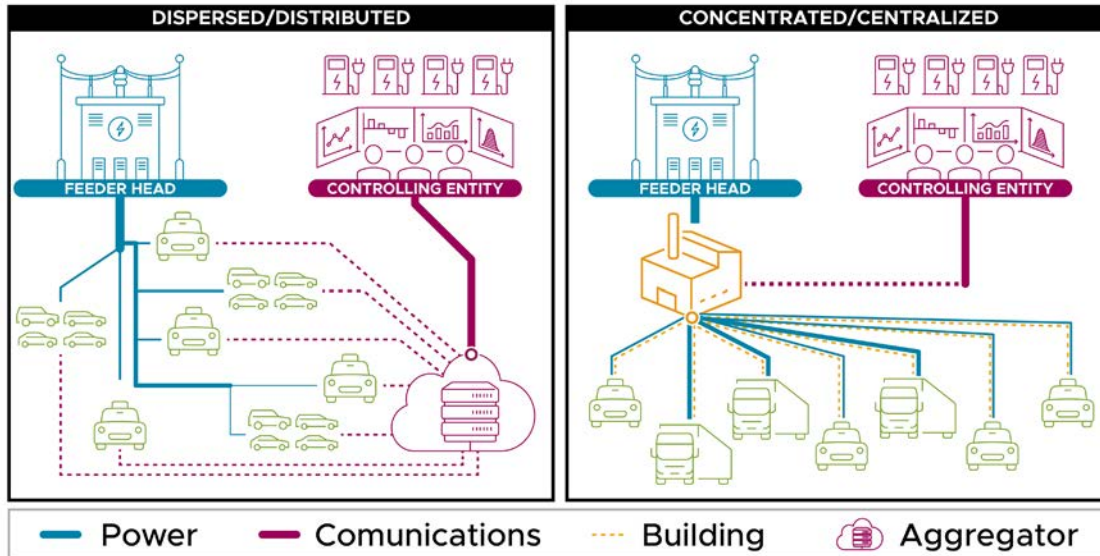 DISPERSED/DISTRIBUTED
CONCENTRATED/CENTRALIZED
FEEDER HEAD
CONTROLLING ENTITY
FEEDER HEAD
CONTROLLING ENTITY
Power
Comunications
Building
Aggregator